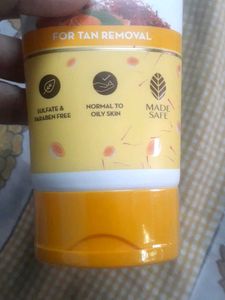 FOR TAN REMOVAL
SULFATE &
PARABEN FREE
NORMAL TO
OILY SKIN
MADE
SAFE